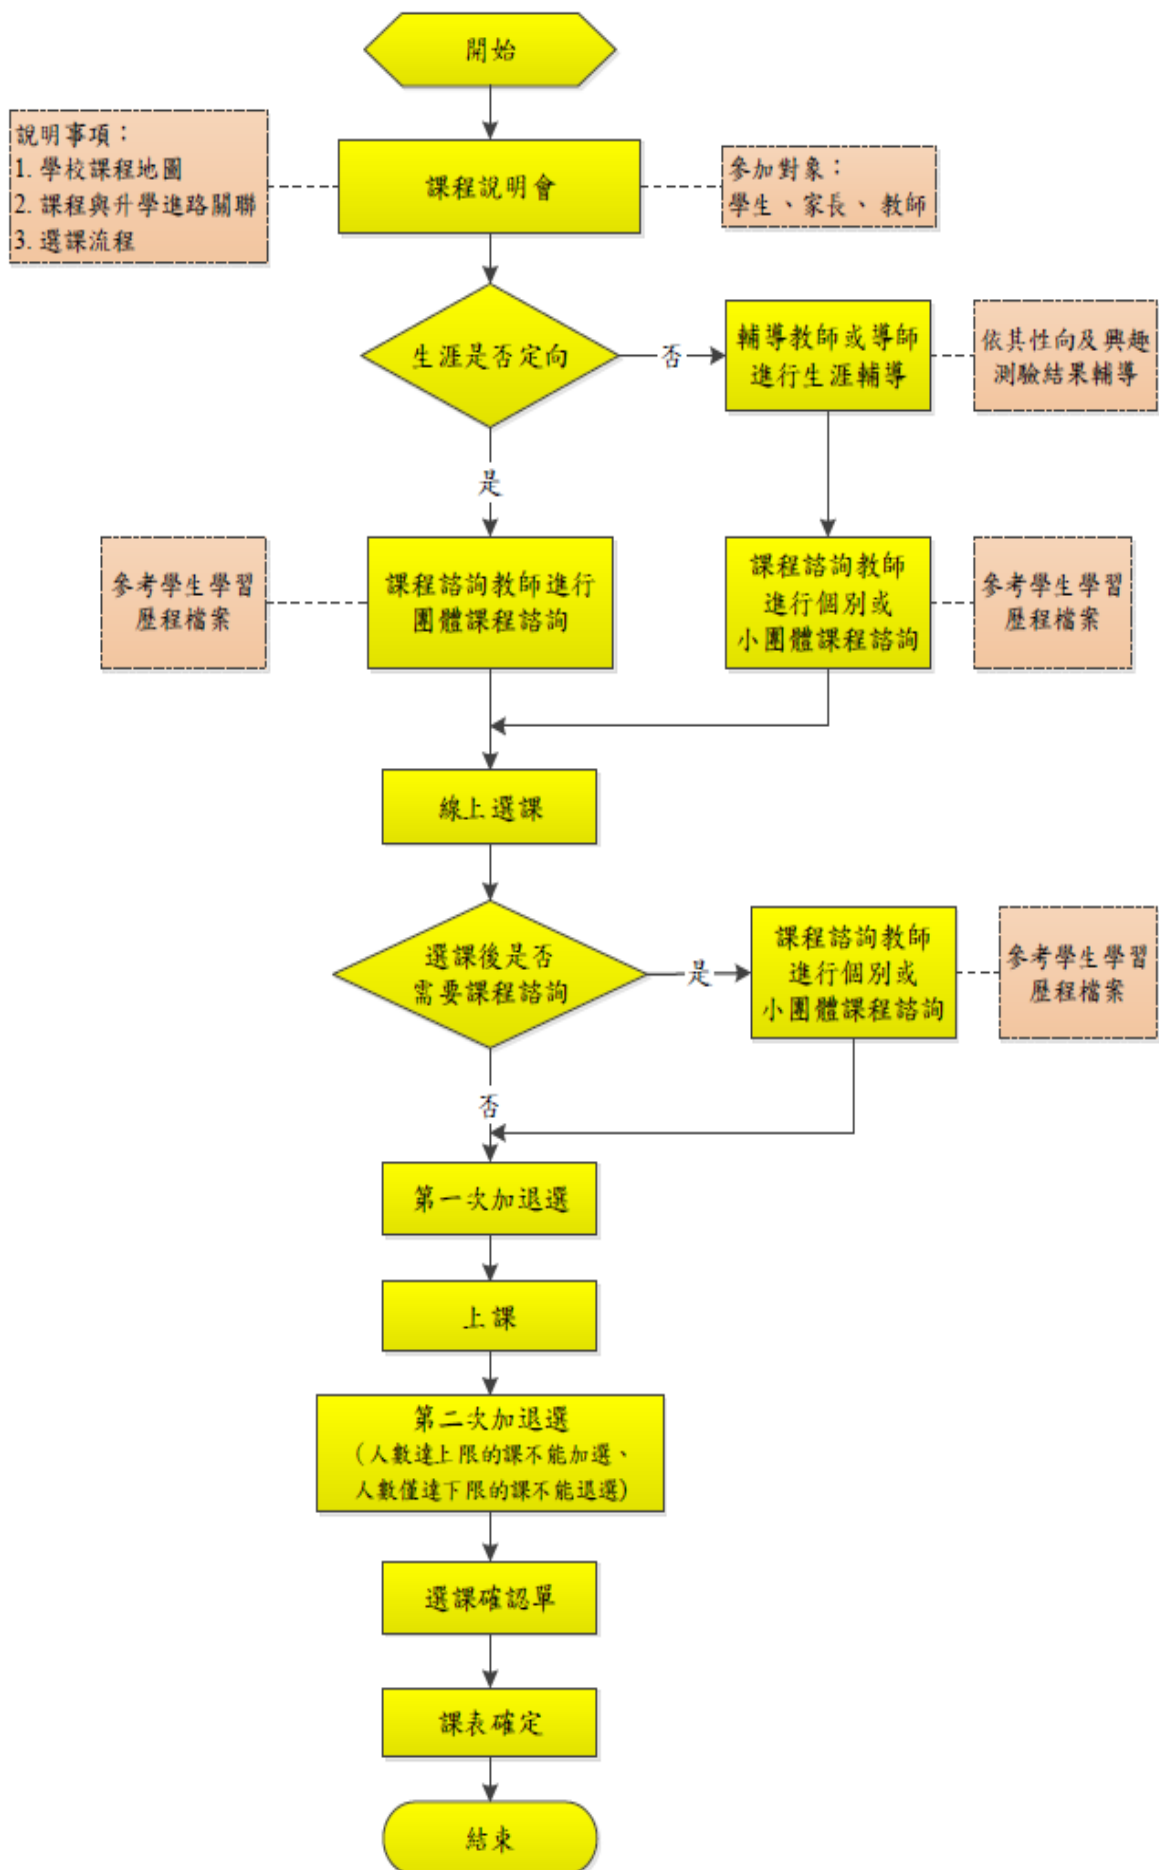 開始
說明事項：
1. 學校課程地圖
2. 課程與升學進路關聯
3. 選課流程
課程說明會
參加對象：
學生、家長、教師
生涯是否定向
否
輔導教師或導師
進行生涯輔導
依其性向及興趣
測驗結果輔導
是
參考學生學習
歷程檔案
課程諮詢教師進行
團體課程諮詢
課程諮詢教師
進行個別或
小團體課程諮詢
參考學生學習
歷程檔案
線上選課
選課後是否
需要課程諮詢
是
課程諮詢教師
進行個別或
小團體課程諮詢
參考學生學習
歷程檔案
否
第一次加退選
上課
第二次加退選
（人數達上限的課不能加選、
人數僅達下限的課不能退選）
選課確認單
課表確定
結束